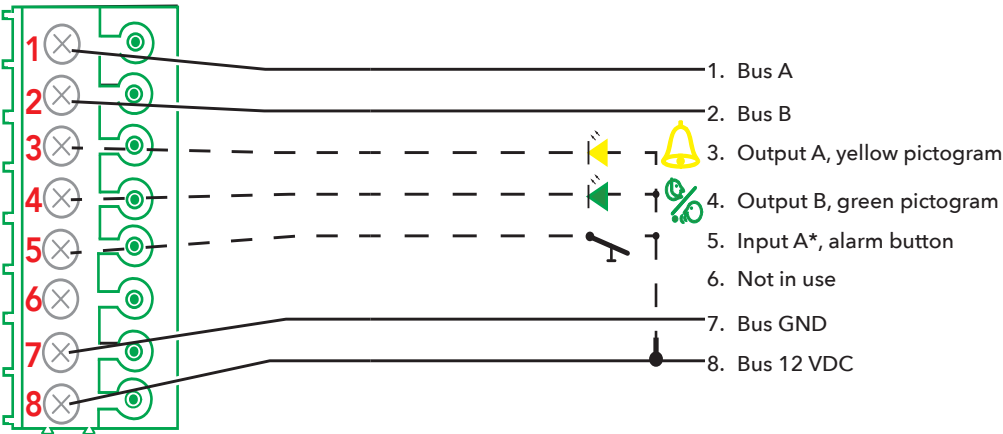 1
2
3
4
5
6
7
8
1. Bus A
2. Bus B
3. Output A, yellow pictogram
4. Output B, green pictogram
5. Input A*, alarm button
6. Not in use
7. Bus GND
8. Bus 12 VDC